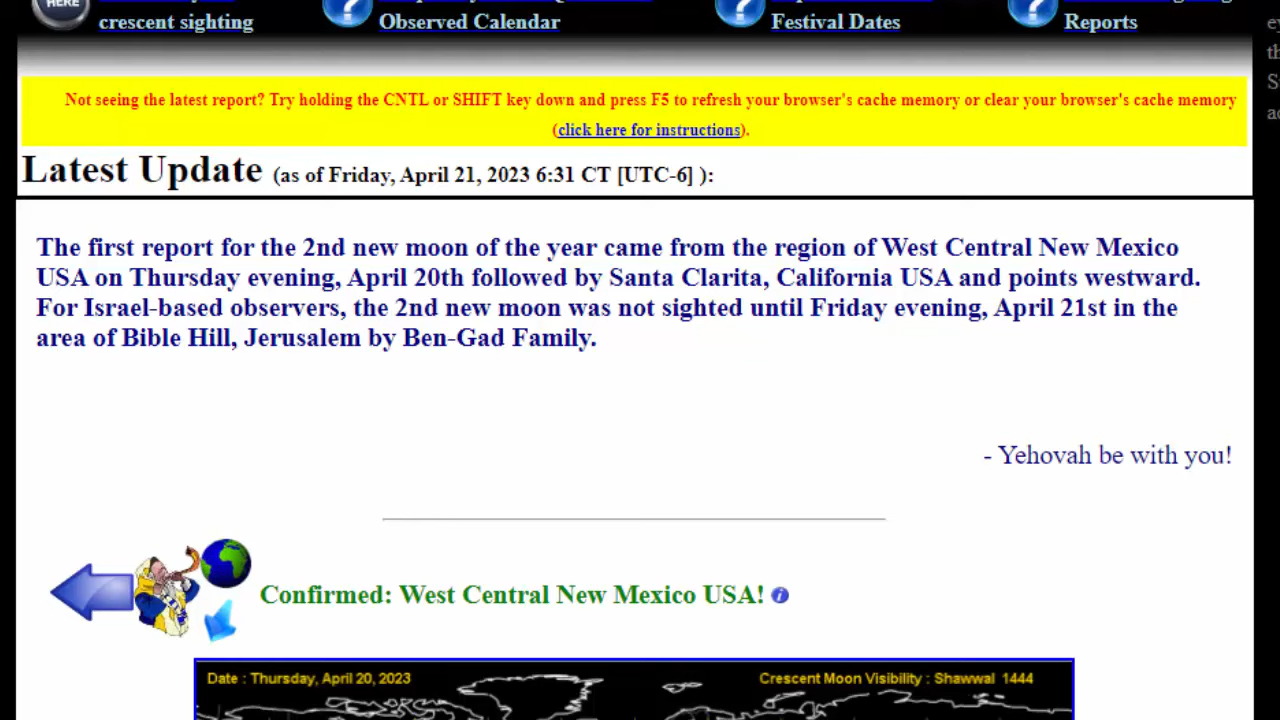 HERE
crescent sighting
Observed Calendar
Festival Dates
Reports
Not seeing the latest report? Try holding the CNTL or SHIFT key down and press F5 to refresh your browser's cache memory or clear your browser's cache memory
(click here for instructions).
Latest Update (as of Friday, April 21, 2023 6:31 CT [UTC-6] ):
The first report for the 2nd new moon of the year came from the region of West Central New Mexico
USA on Thursday evening, April 20th followed by Santa Clarita, California USA and points westward.
For Israel-based observers, the 2nd new moon was not sighted until Friday evening, April 21st in the
area of Bible Hill, Jerusalem by Ben-Gad Family.
- Yehovah be with you!
Confirmed: West Central New Mexico USA! i
Date : Thursday, April 20, 2023
Crescent Moon Visibility : Shawwal 1444